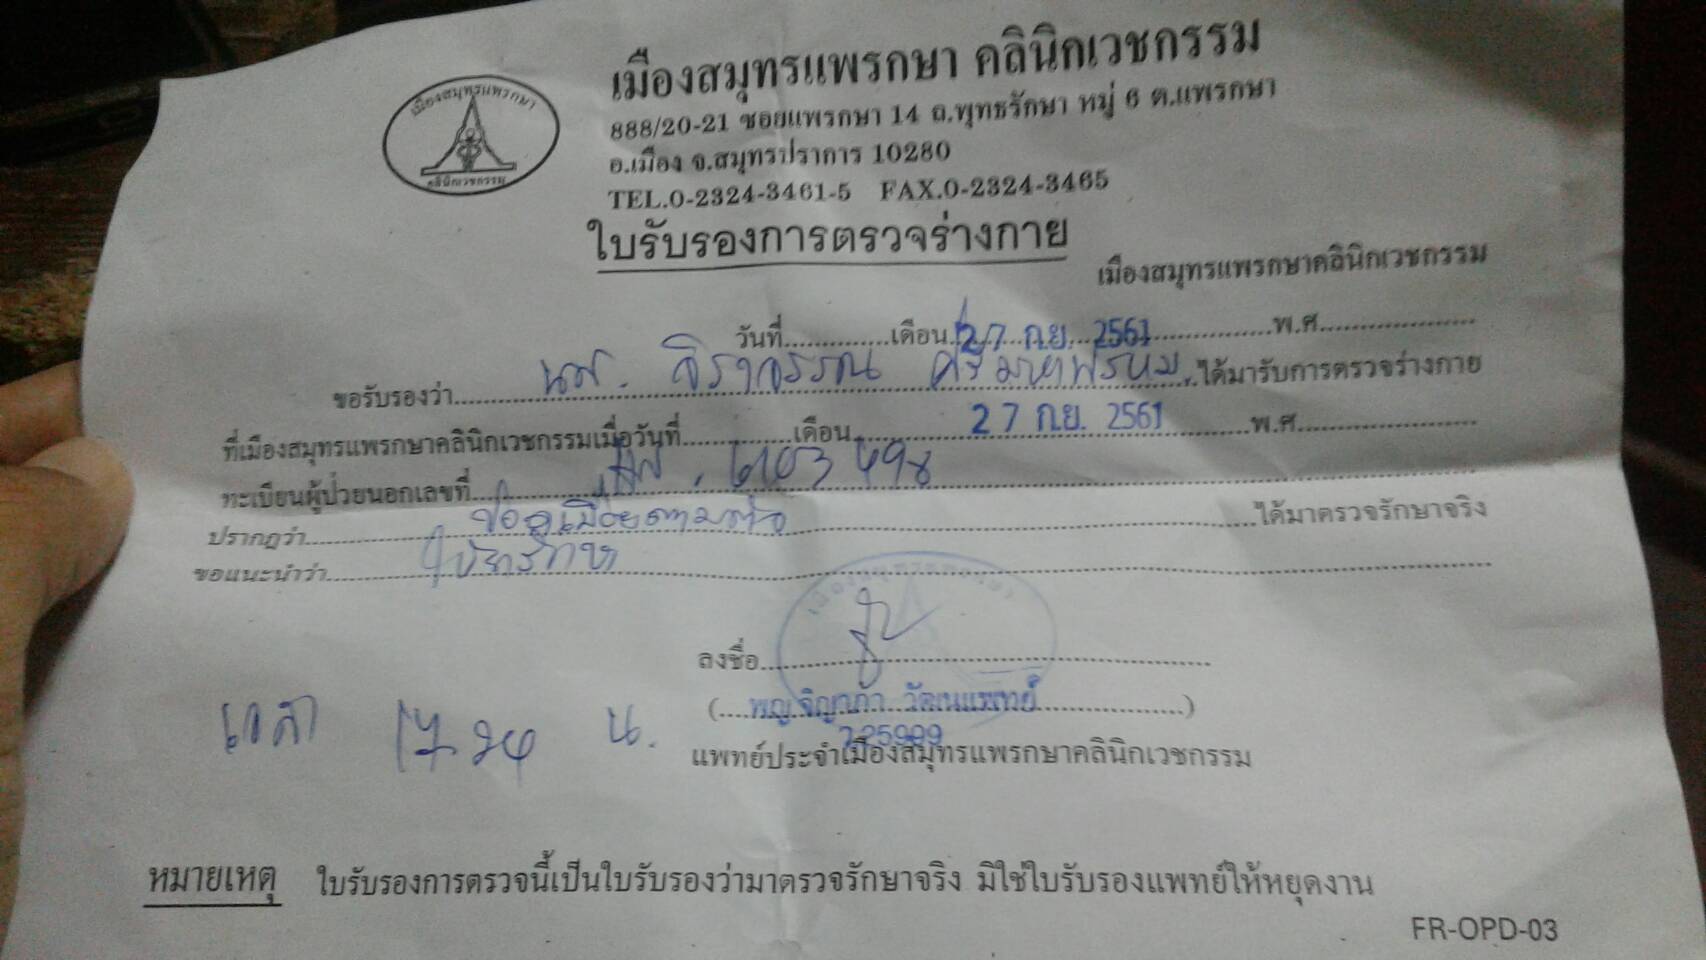 เมืองสมุทรแพรกษา คลินิกเวชกรรม
เมืองสมุทรแพรกษา
คลินิกเวชกรรม
888/20-21 ซอยแพรกษา 14 ถ.พุทธรักษา หมู่ 6 ต.แพรกษา
อ.เมือง จ.สมุทรปราการ 10280
TEL.0-2324-3461-5 FAX.0-2324-3465
ใบรับรองการตรวจร่างกาย
เมืองสมุทรแพรกษาคลินิกเวชกรรม
วันที่..............เดือน 27 ก.ย. 2561 พ.ศ.
ขอรับรองว่า นส. จิราวรรณ ศรีมหาพรหม ได้มารับการตรวจร่างกาย
ที่เมืองสมุทรแพรกษาคลินิกเวชกรรมเมื่อวันที่..............เดือน 27 ก.ย. 2561 พ.ศ.
ทะเบียนผู้ป่วยนอกเลขที่ 6103498
ปรากฏว่า ได้มาตรวจรักษาจริง
ขอแนะนำว่า
ลงชื่อ
(....พญ.จิญาภา วัฒนแพทย์....)
ว.25999
เวลา 17.24 น.
แพทย์ประจำเมืองสมุทรแพรกษาคลินิกเวชกรรม
หมายเหตุ ใบรับรองการตรวจนี้เป็นใบรับรองว่ามาตรวจรักษาจริง มิใช่ใบรับรองแพทย์ให้หยุดงาน
FR-OPD-03